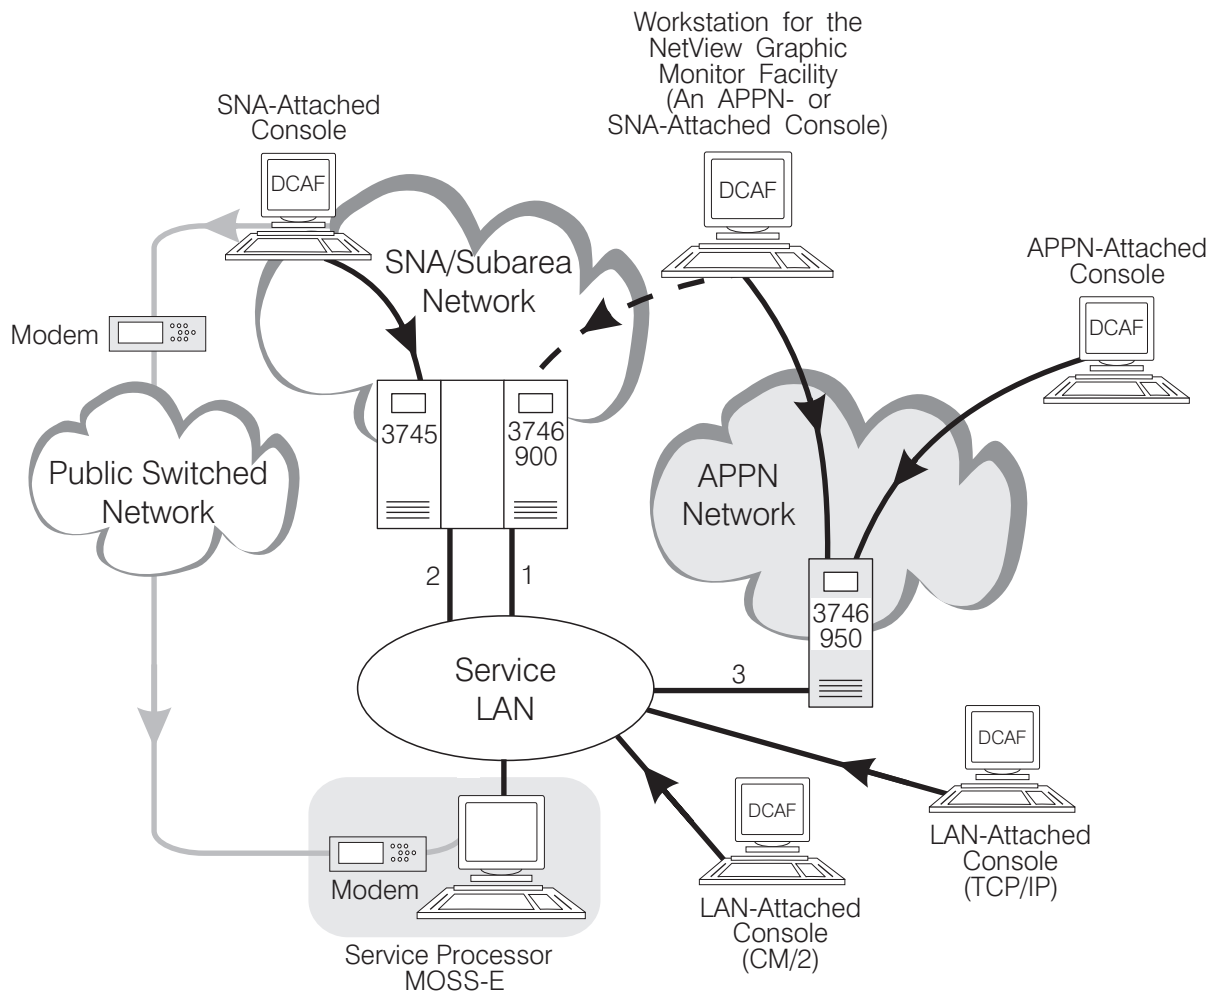 Workstation for the
NetView Graphic
Monitor Facility
(An APPN- or
SNA-Attached Console)
SNA-Attached
Console
DCAF
DCAF
APPN-Attached
Console
DCAF
SNA/Subarea
Network
Modem
3745
3746
900
Public Switched
Network
APPN
Network
2
1
3746
950
Service
LAN
3
DCAF
DCAF
LAN-Attached
Console
(TCP/IP)
Modem
LAN-Attached
Console
(CM/2)
Service Processor
MOSS-E